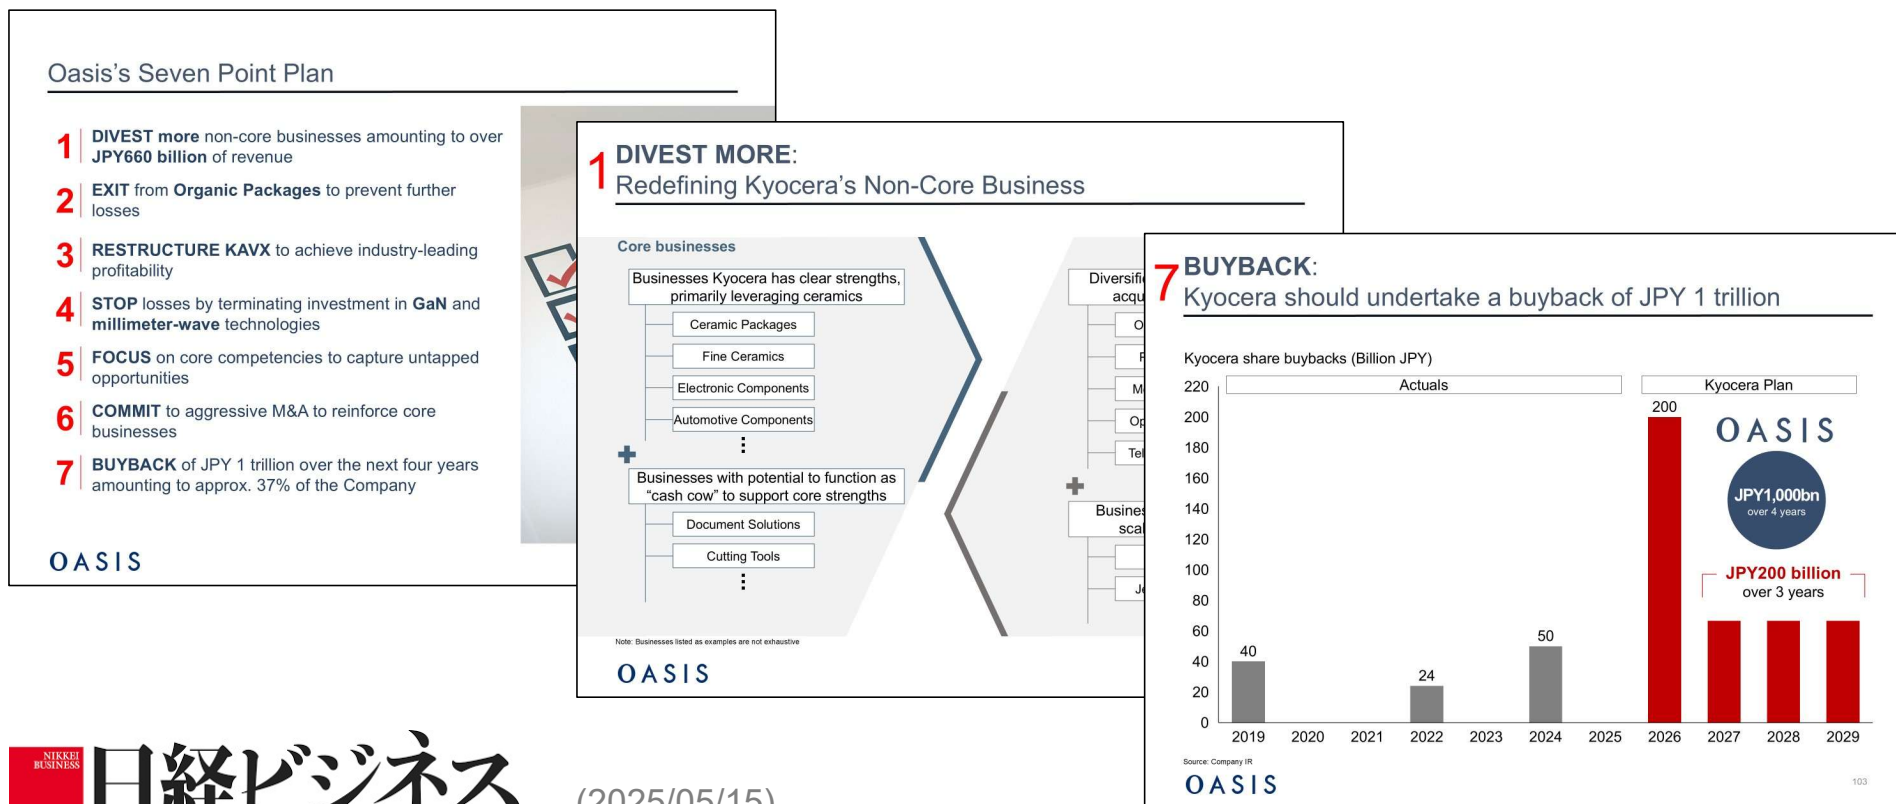 Oasis's Seven Point Plan
1
DIVEST more non-core businesses amounting to over
JPY660 billion of revenue
2
EXIT from Organic Packages to prevent further
losses
3
RESTRUCTURE KAVX to achieve industry-leading
profitability
4
STOP losses by terminating investment in GaN and
millimeter-wave technologies
5
FOCUS on core competencies to capture untapped
opportunities
6
COMMIT to aggressive M&A to reinforce core
businesses
7
BUYBACK of JPY 1 trillion over the next four years
amounting to approx. 37% of the Company
OASIS
1
DIVEST MORE:
Redefining Kyocera's Non-Core Business
Core businesses
Businesses Kyocera has clear strengths,
primarily leveraging ceramics
Ceramic Packages
Fine Ceramics
Electronic Components
Automotive Components
Businesses with potential to function as
"cash cow" to support core strengths
Document Solutions
Cutting Tools
Note: Businesses listed as examples are not exhaustive
OASIS
7
BUYBACK:
Kyocera should undertake a buyback of JPY 1 trillion
Kyocera share buybacks (Billion JPY)
Actuals
Kyocera Plan
220
200
180
160
140
120
100
80
60
40
20
0
40
24
50
200
OASIS
JPY1,000bn
over 4 years
JPY200 billion
over 3 years
2019 2020 2021 2022 2023 2024 2025 2026 2027 2028 2029
Source: Company IR
OASIS
103
NIKKEI
BUSINESS
日経ビジネス
(2025/05/15)